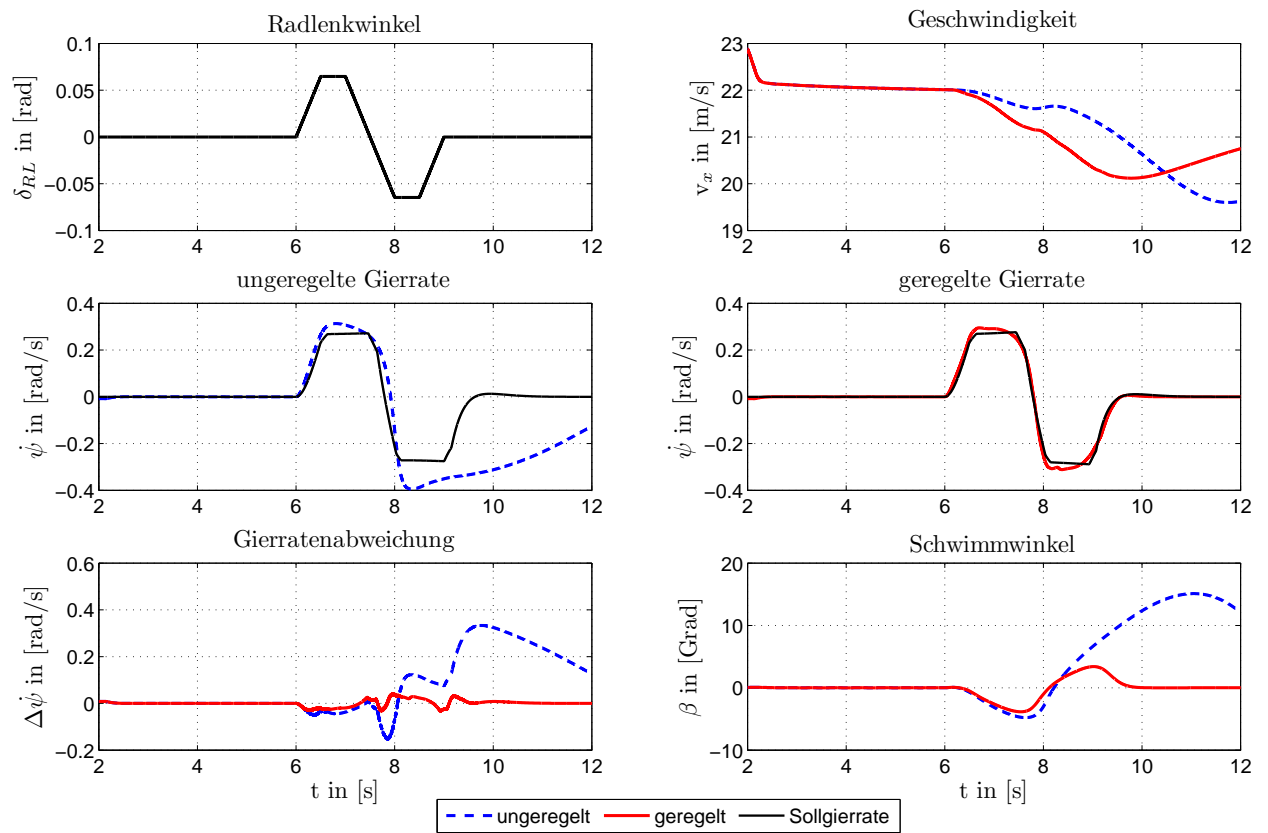 Radlenkwinkel
δ_RL in [rad]
0.1
0.05
0
−0.05
−0.1
2 4 6 8 10 12
Geschwindigkeit
v_x in [m/s]
23
22
21
20
19
2 4 6 8 10 12
ungeregelte Gierrate
ψ̇ in [rad/s]
0.4
0.2
0
−0.2
−0.4
2 4 6 8 10 12
geregelte Gierrate
ψ̇ in [rad/s]
0.4
0.2
0
−0.2
−0.4
2 4 6 8 10 12
Gierratenabweichung
Δψ̇ in [rad/s]
0.6
0.4
0.2
0
−0.2
2 4 6 8 10 12
t in [s]
Schwimmwinkel
β in [Grad]
20
10
0
−10
2 4 6 8 10 12
t in [s]
ungeregelt geregelt Sollgierrate